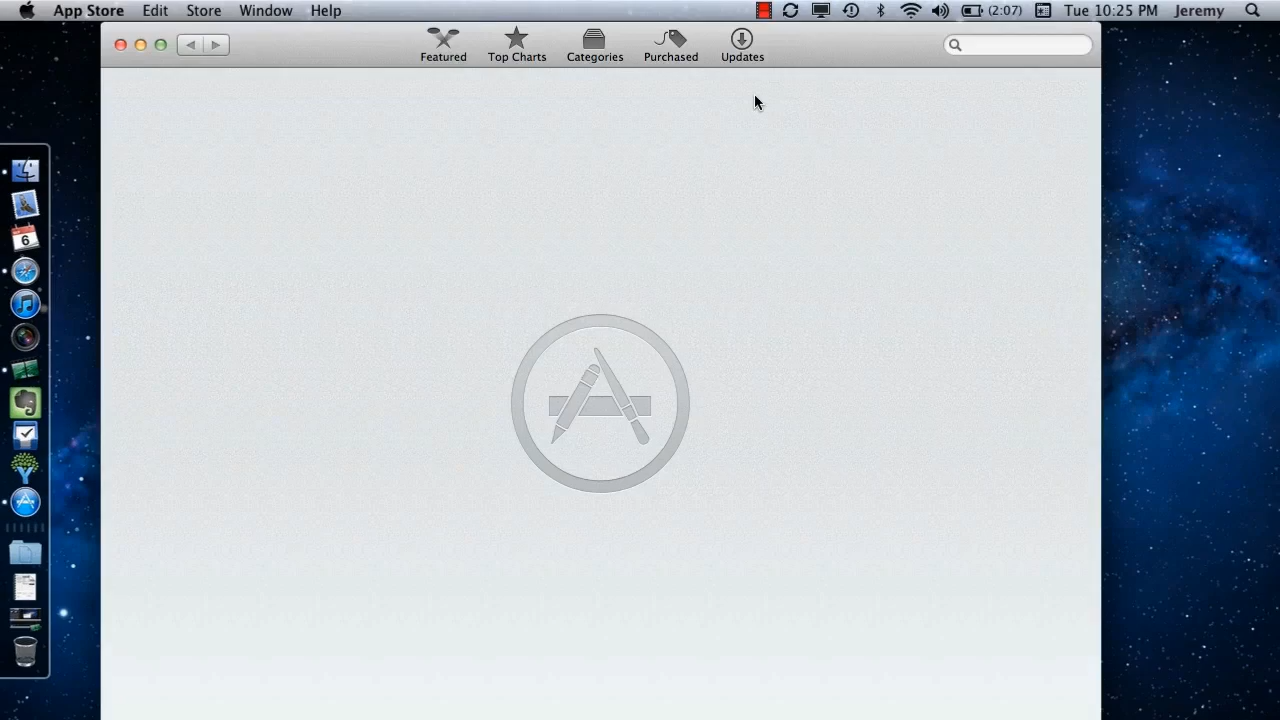 App Store Edit Store Window Help (2:07) Tue 10:25 PM Jeremy
Featured Top Charts Categories Purchased Updates
6